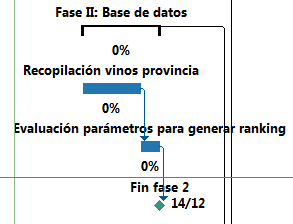 Fase II: Base de datos
0%
Recopilación vinos provincia
0%
Evaluación parámetros para generar ranking
0%
Fin fase 2
14/12